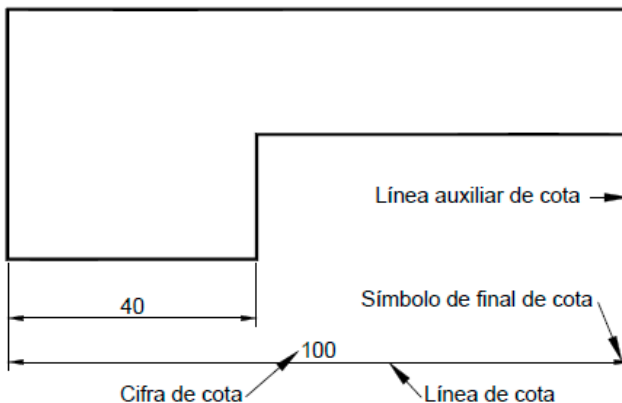 Línea auxiliar de cota
40
Símbolo de final de cota
100
Cifra de cota
Línea de cota